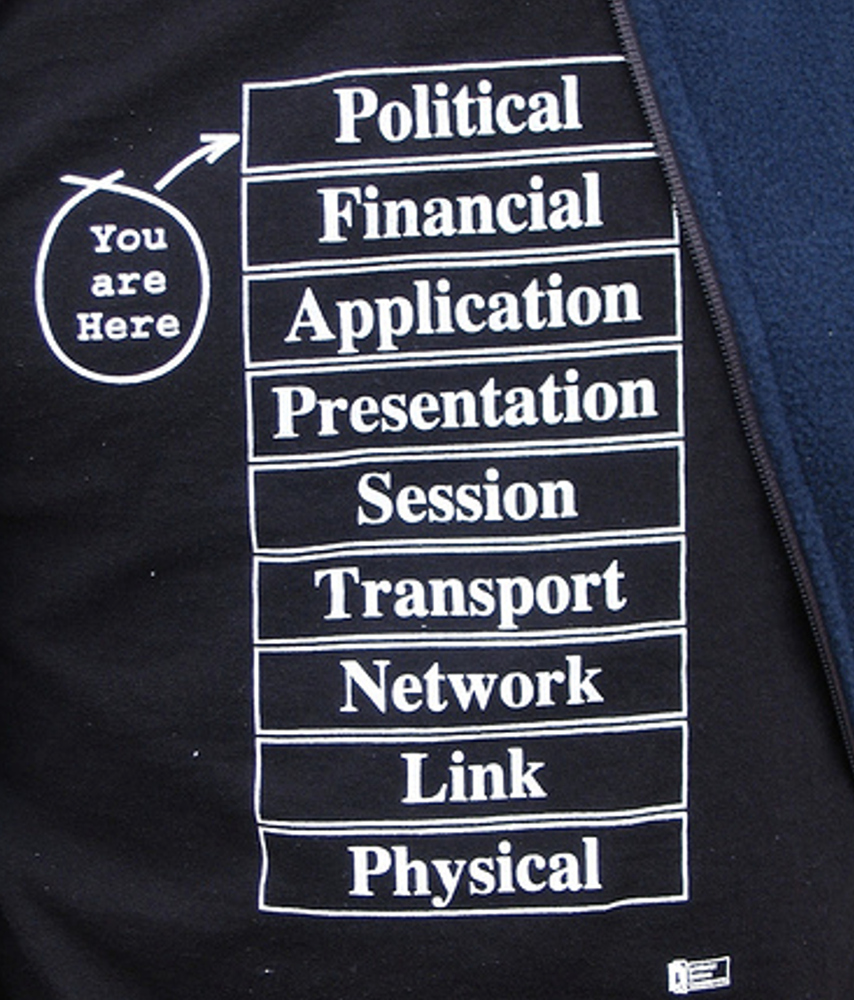 Political
Financial
Application
Presentation
Session
Transport
Network
Link
Physical
You
are
Here